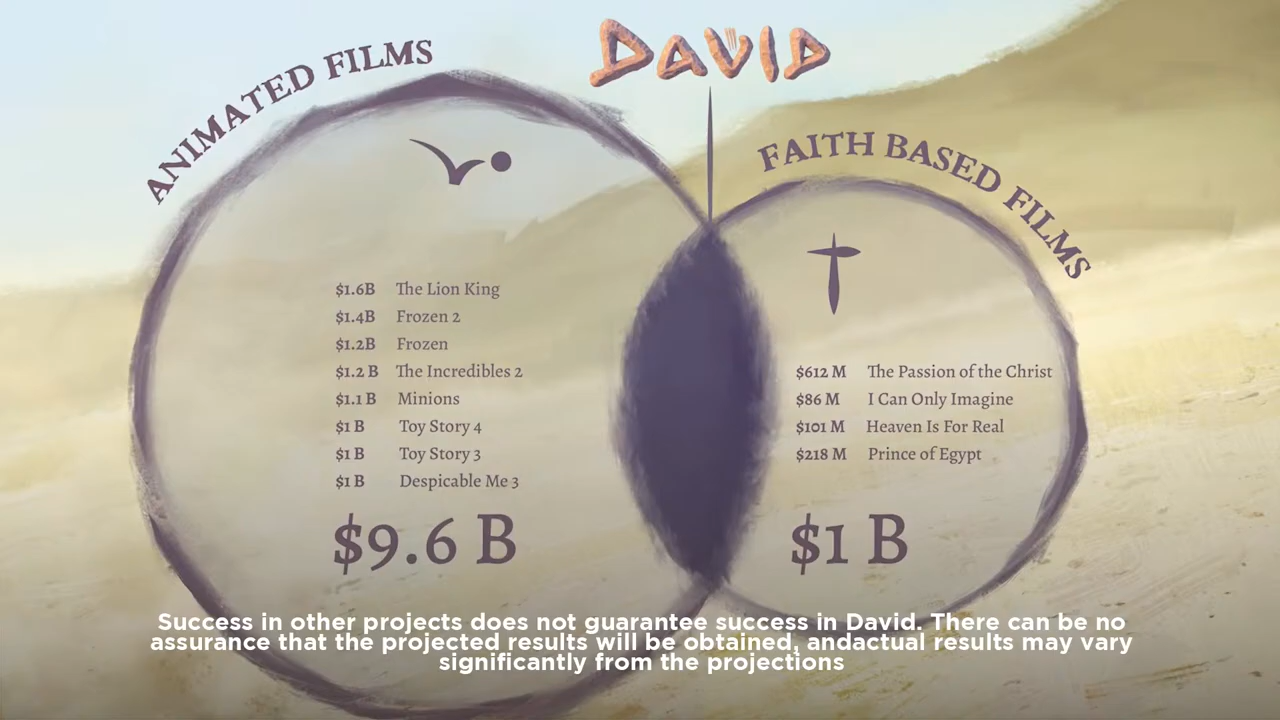 DAVID
ANIMATED FILMS
$1.6B The Lion King
$1.4B Frozen 2
$1.2B Frozen
$1.2 B The Incredibles 2
$1.1 B Minions
$1 B Toy Story 4
$1 B Toy Story 3
$1 B Despicable Me 3
$9.6 B
FAITH BASED FILMS
$612 M The Passion of the Christ
$86 M I Can Only Imagine
$101 M Heaven Is For Real
$218 M Prince of Egypt
$1 B
Success in other projects does not guarantee success in David. There can be no
assurance that the projected results will be obtained, andactual results may vary
significantly from the projections